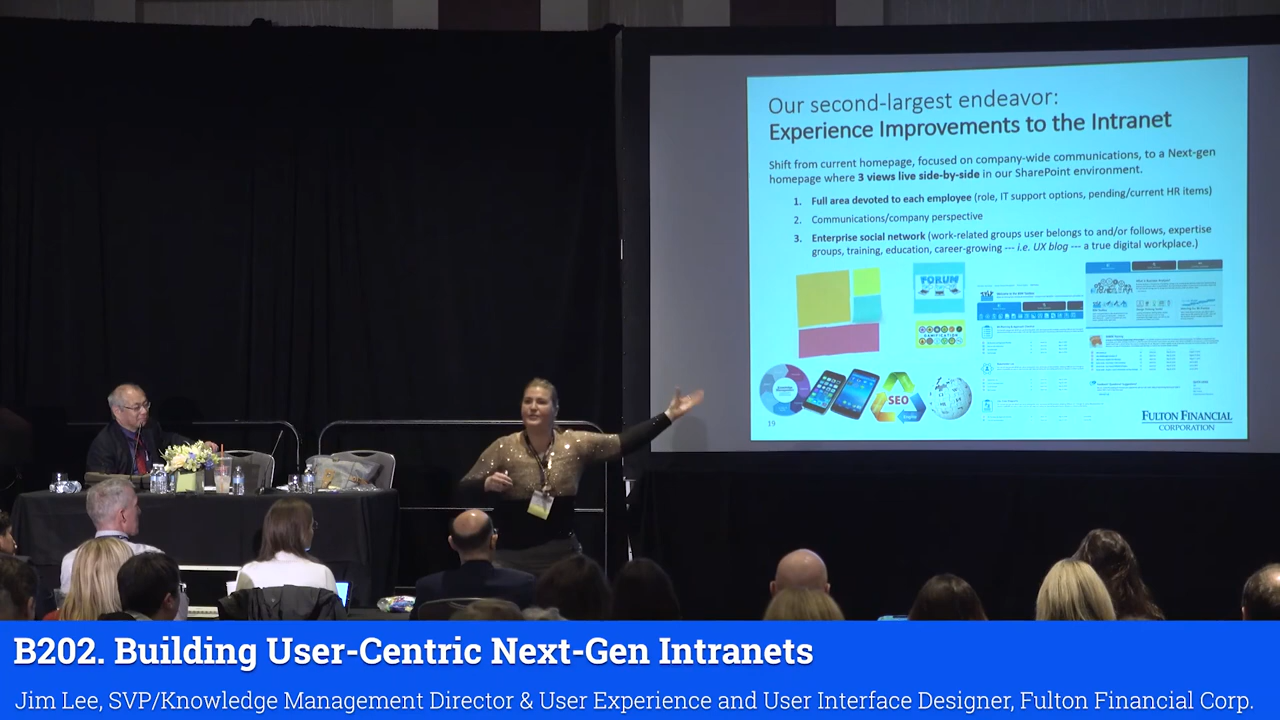 Our second-largest endeavor:
Experience Improvements to the Intranet
Shift from current homepage, focused on company-wide communications, to a Next-gen
homepage where 3 views live side-by-side in our SharePoint environment.
1. Full area devoted to each employee (role, IT support options, pending/current HR items)
2. Communications/company perspective
3. Enterprise social network (work-related groups user belongs to and/or follows, expertise
groups, training, education, career-growing --- i.e. UX blog --- a true digital workplace.)
FORUM
GAMIFICATION
SEO
19
FULTON FINANCIAL
CORPORATION
B202. Building User-Centric Next-Gen Intranets
Jim Lee, SVP/Knowledge Management Director & User Experience and User Interface Designer, Fulton Financial Corp.